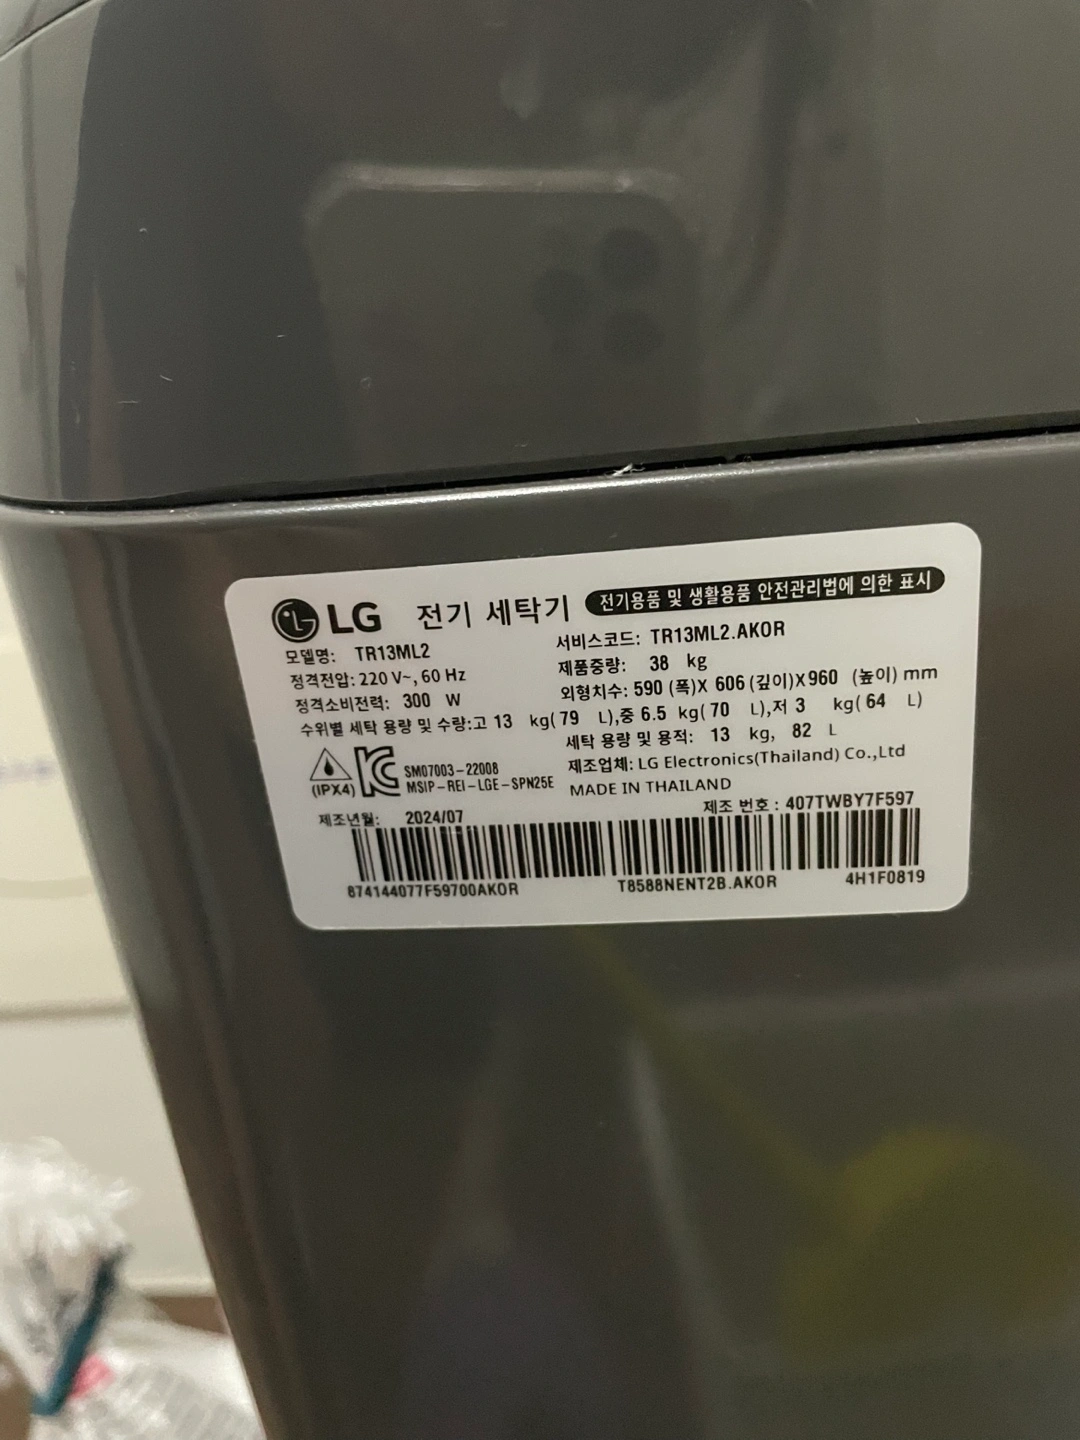 LG 전기 세탁기 전기용품 및 생활용품 안전관리법에 의한 표시
모델명: TR13ML2
서비스코드: TR13ML2.AKOR
정격전압: 220 V~, 60 Hz
제품중량: 38 kg
정격소비전력: 300 W
외형치수: 590 (폭)X 606 (깊이)X 960 (높이) mm
수위별 세탁 용량 및 수량:고 13 kg( 79 L),중 6.5 kg( 70 L),저 3 kg( 64 L)
세탁 용량 및 용적: 13 kg, 82 L
(IPX4)
SM07003-22008
MSIP-REI-LGE-SPN25E
제조업체: LG Electronics(Thailand) Co.,Ltd
MADE IN THAILAND
제조년월: 2024/07
제조 번호 : 407TWBY7F597
874144077F59700AKOR T8588NENT2B.AKOR 4H1F0819